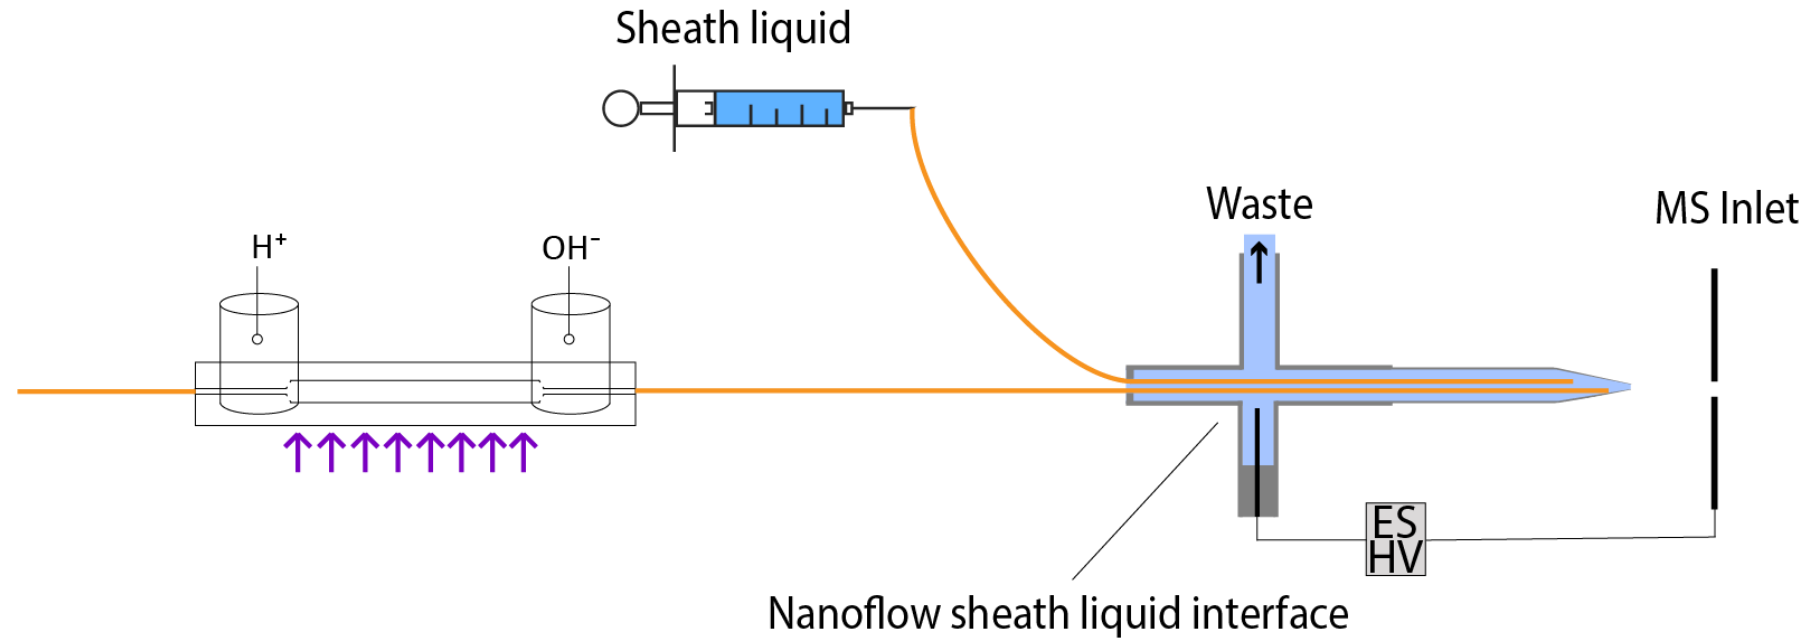 Sheath liquid
Waste
MS Inlet
H⁺
OH⁻
ES
HV
Nanoflow sheath liquid interface